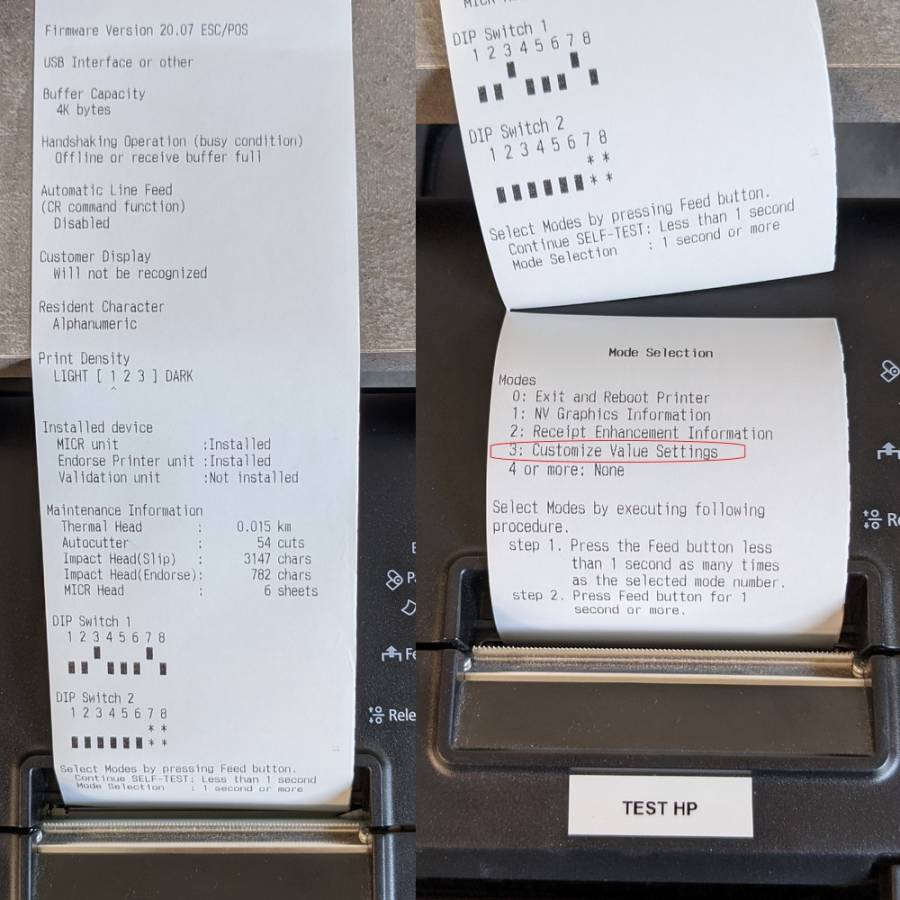 Firmware Version 20.07 ESC/POS
USB Interface or other
Buffer Capacity
4K bytes
Handshaking Operation (busy condition)
Offline or receive buffer full
Automatic Line Feed
(CR command function)
Disabled
Customer Display
Will not be recognized
Resident Character
Alphanumeric
Print Density
LIGHT [ 1 2 3 ] DARK
^
Installed device
MICR unit :Installed
Endorse Printer unit :Installed
Validation unit :Not installed
Maintenance Information
Thermal Head : 0.015 km
Autocutter : 54 cuts
Impact Head(Slip) : 3147 chars
Impact Head(Endorse): 782 chars
MICR Head : 6 sheets
DIP Switch 1
1 2 3 4 5 6 7 8
DIP Switch 2
1 2 3 4 5 6 7 8
* *
* *
Select Modes by pressing Feed button.
Continue SELF-TEST: Less than 1 second
Mode Selection : 1 second or more
Rele
DIP Switch 1
1 2 3 4 5 6 7 8
DIP Switch 2
1 2 3 4 5 6 7 8
* *
* *
Select Modes by pressing Feed button.
Continue SELF-TEST: Less than 1 second
Mode Selection : 1 second or more
Mode Selection
Modes
0: Exit and Reboot Printer
1: NV Graphics Information
2: Receipt Enhancement Information
3: Customize Value Settings
4 or more: None
Select Modes by executing following
procedure.
step 1. Press the Feed button less
than 1 second as many times
as the selected mode number.
step 2. Press Feed button for 1
second or more.
TEST HP